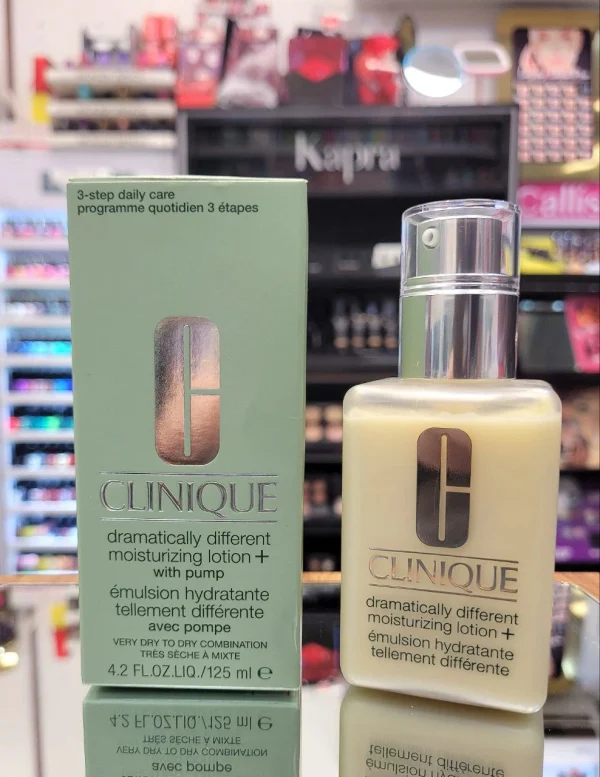 3-step daily care
programme quotidien 3 étapes
CLINIQUE
dramatically different
moisturizing lotion +
with pump
émulsion hydratante
tellement différente
avec pompe
VERY DRY TO DRY COMBINATION
TRÈS SÈCHE À MIXTE
4.2 FL.OZ.LIQ./125 ml ℮
Kapra
Callis
CLINIQUE
dramatically different
moisturizing lotion +
émulsion hydratante
tellement différente